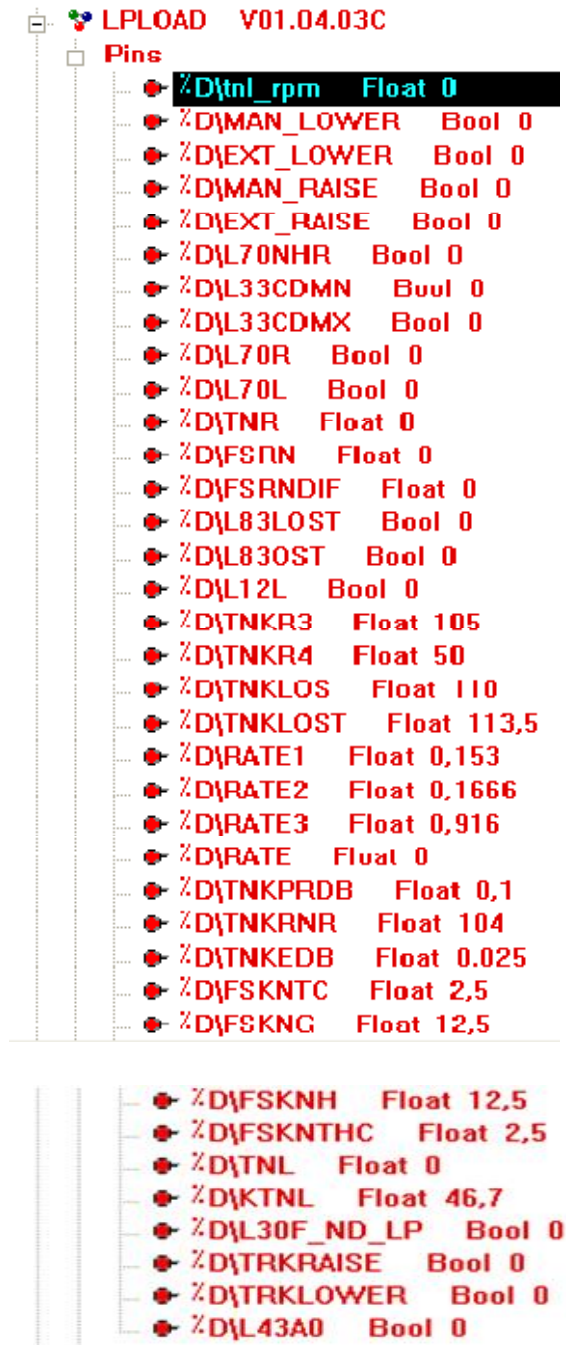 LPLOAD V01.04.03C
Pins
%D\tnl_rpm Float 0
%D\MAN_LOWER Bool 0
%D\EXT_LOWER Bool 0
%D\MAN_RAISE Bool 0
%D\EXT_RAISE Bool 0
%D\L70NHR Bool 0
%D\L33CDMN Bool 0
%D\L33CDMX Bool 0
%D\L70R Bool 0
%D\L70L Bool 0
%D\TNR Float 0
%D\FSRN Float 0
%D\FSRNDIF Float 0
%D\L83LOST Bool 0
%D\L83OST Bool 0
%D\L12L Bool 0
%D\TNKR3 Float 105
%D\TNKR4 Float 50
%D\TNKLOS Float 110
%D\TNKLOST Float 113,5
%D\RATE1 Float 0,153
%D\RATE2 Float 0,1666
%D\RATE3 Float 0,916
%D\RATE Float 0
%D\TNKPRDB Float 0,1
%D\TNKRNR Float 104
%D\TNKEDB Float 0.025
%D\FSKNTC Float 2,5
%D\FSKNG Float 12,5
%D\FSKNH Float 12,5
%D\FSKNTHC Float 2,5
%D\TNL Float 0
%D\KTNL Float 46,7
%D\L30F_ND_LP Bool 0
%D\TRKRAISE Bool 0
%D\TRKLOWER Bool 0
%D\L43A0 Bool 0